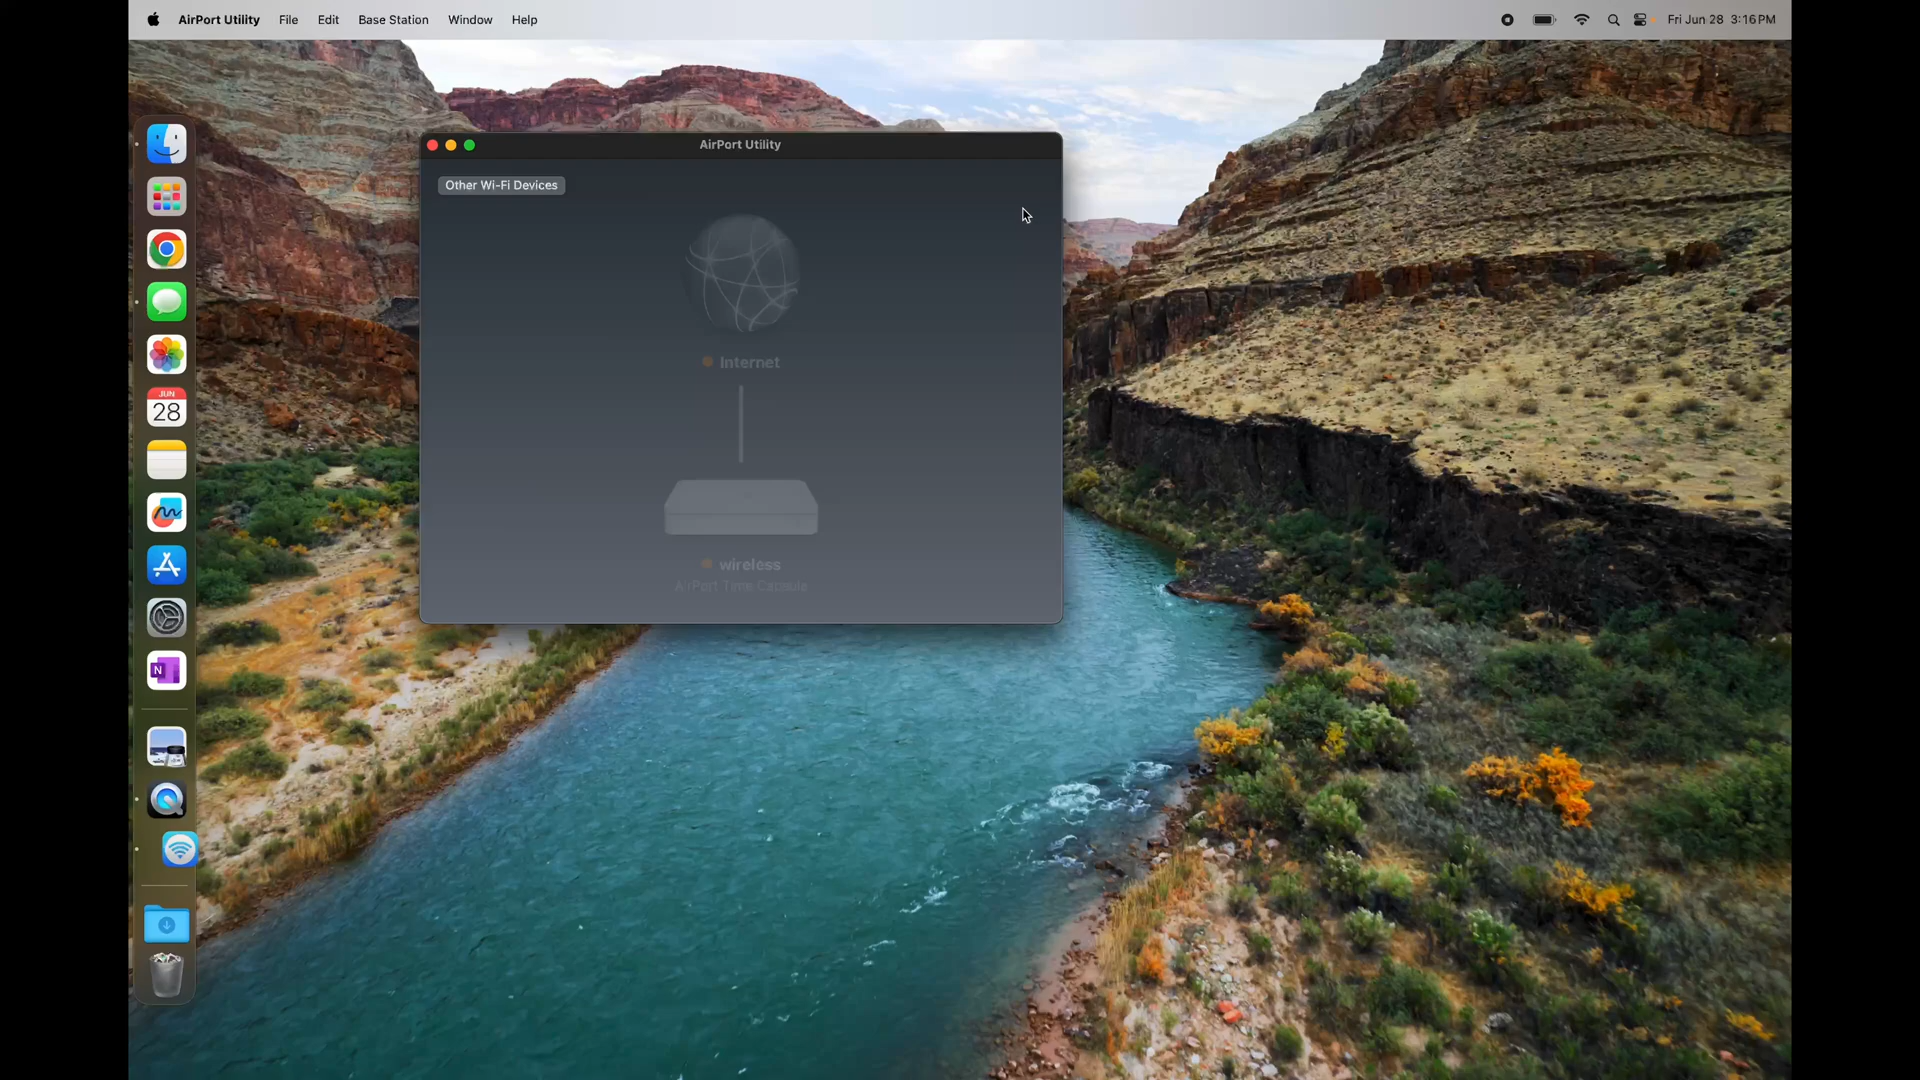 AirPort Utility File Edit Base Station Window Help Fri Jun 28 3:16 PM
AirPort Utility
Other Wi-Fi Devices
Internet
wireless
AirPort Time Capsule
JUN
28
N